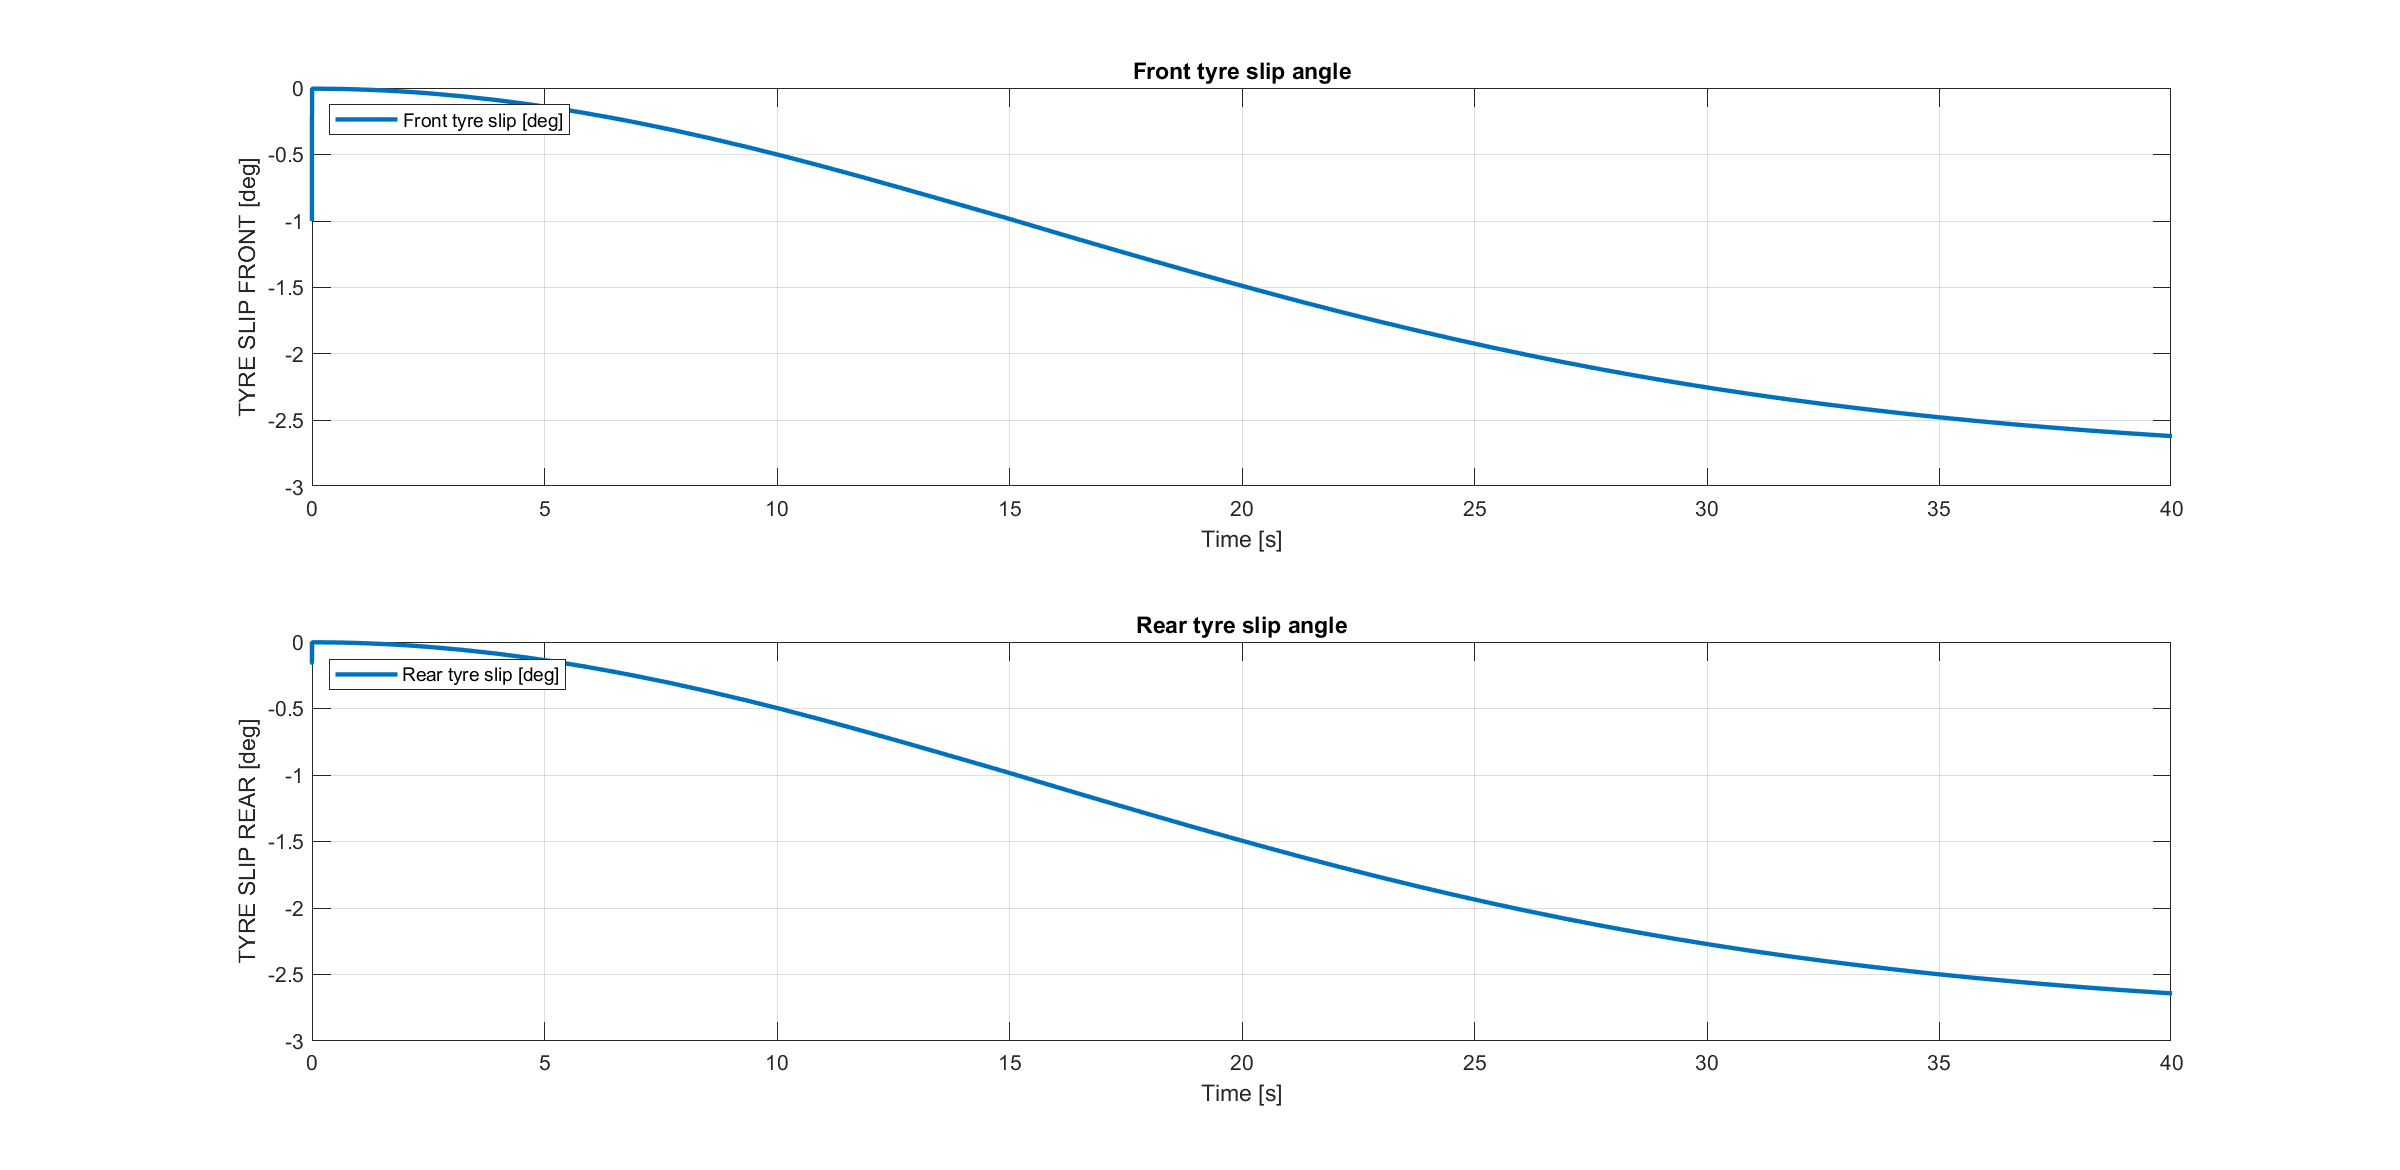 Front tyre slip angle
Front tyre slip [deg]
TYRE SLIP FRONT [deg]
0
-0.5
-1
-1.5
-2
-2.5
-3
0 5 10 15 20 25 30 35 40
Time [s]
Rear tyre slip angle
Rear tyre slip [deg]
TYRE SLIP REAR [deg]
0
-0.5
-1
-1.5
-2
-2.5
-3
0 5 10 15 20 25 30 35 40
Time [s]